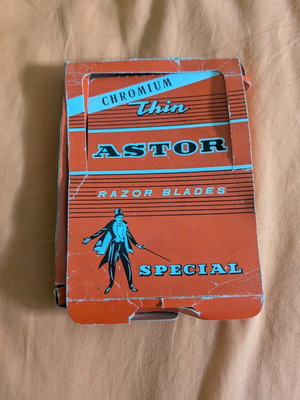 CHROMIUM
Thin
ASTOR
RAZOR BLADES
SPECIAL